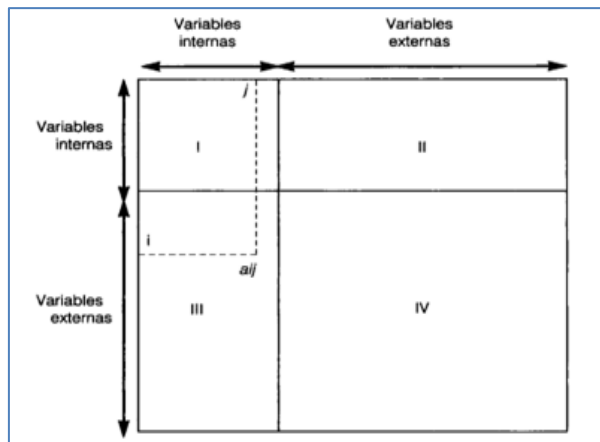 Variables
internas
Variables
externas
Variables
internas
j
I
II
i
aij
Variables
externas
III
IV